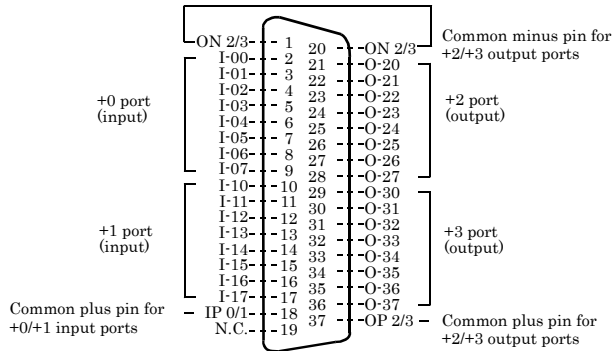 ON 2/3 1 20 ON 2/3 Common minus pin for
+2/+3 output ports
I-00 2 21 O-20
I-01 3 22 O-21
I-02 4 23 O-22
+0 port
(input)
I-03 5 24 O-23
+2 port
(output)
I-04 6 25 O-24
I-05 7 26 O-25
I-06 8 27 O-26
I-07 9 28 O-27
I-10 10 29 O-30
I-11 11 30 O-31
I-12 12 31 O-32
+1 port
(input)
I-13 13 32 O-33
+3 port
(output)
I-14 14 33 O-34
I-15 15 34 O-35
I-16 16 35 O-36
I-17 17 36 O-37
Common plus pin for
+0/+1 input ports
IP 0/1 18 37 OP 2/3
Common plus pin for
+2/+3 output ports
N.C. 19